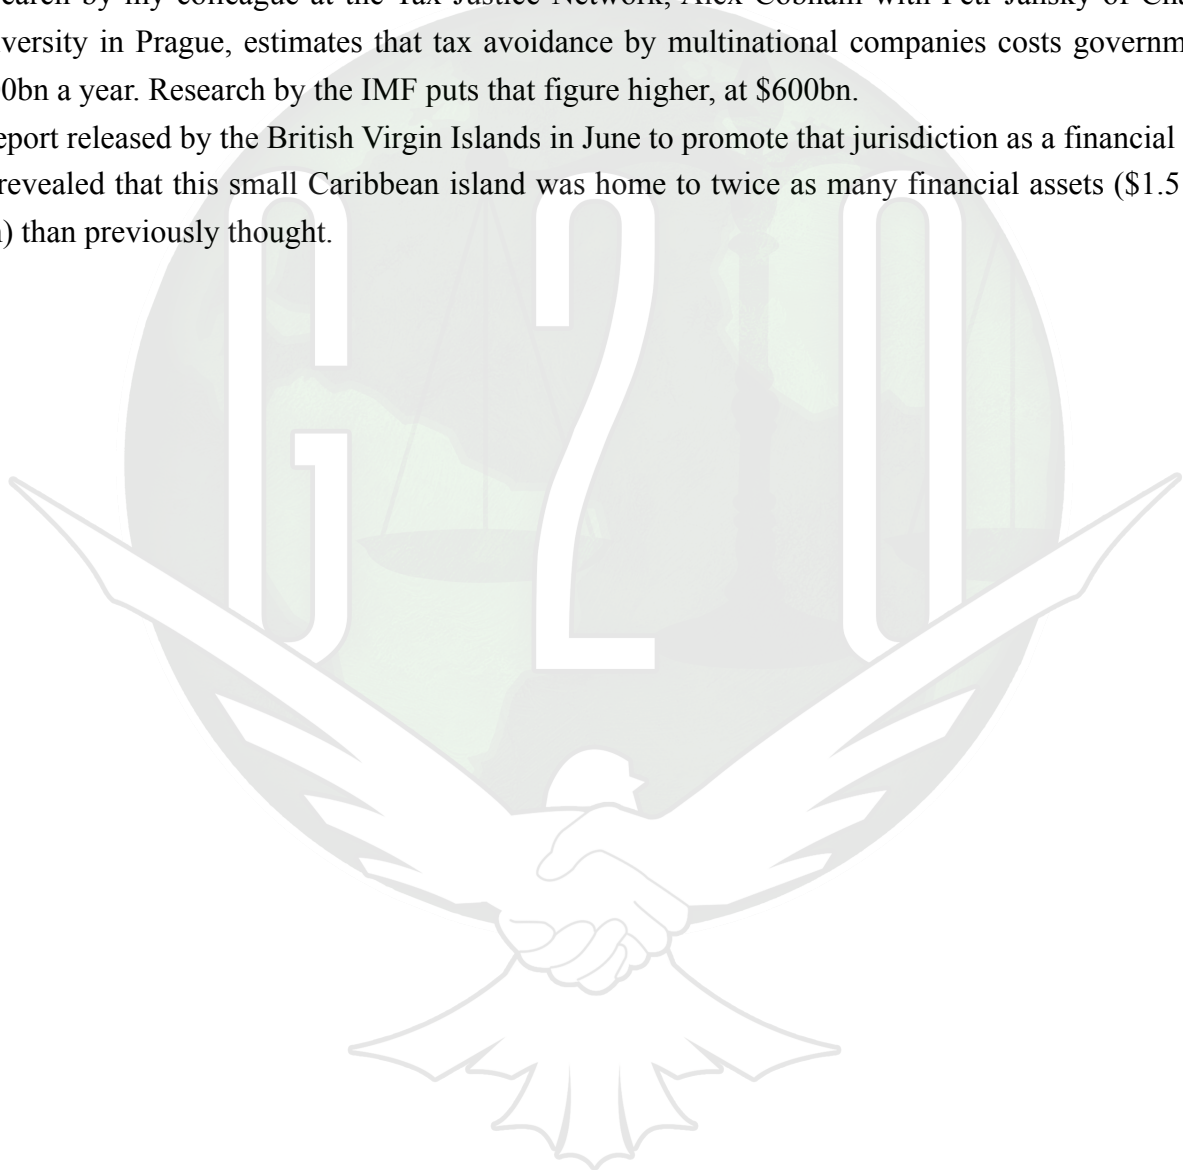 earch by my colleague at the Tax Justice Network, Alex Cobham with Petr Jansky of Cha
versity in Prague, estimates that tax avoidance by multinational companies costs governm
0bn a year. Research by the IMF puts that figure higher, at $600bn.
eport released by the British Virgin Islands in June to promote that jurisdiction as a financial
revealed that this small Caribbean island was home to twice as many financial assets ($1.5
) than previously thought.
G20